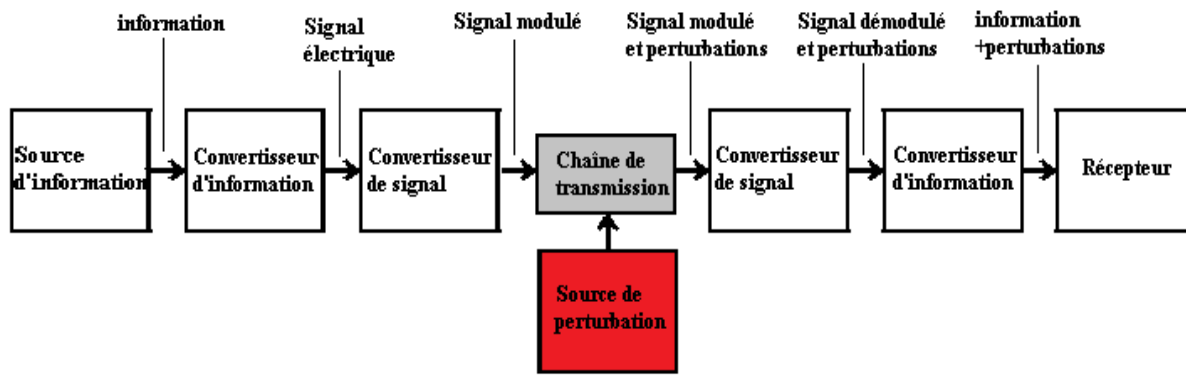 information
Signal
électrique
Signal modulé
Signal modulé
et perturbations
Signal démodulé
et perturbations
information
+perturbations
Source
d'information
Convertisseur
d'information
Convertisseur
de signal
Chaîne de
transmission
Convertisseur
de signal
Convertisseur
d'information
Récepteur
Source de
perturbation